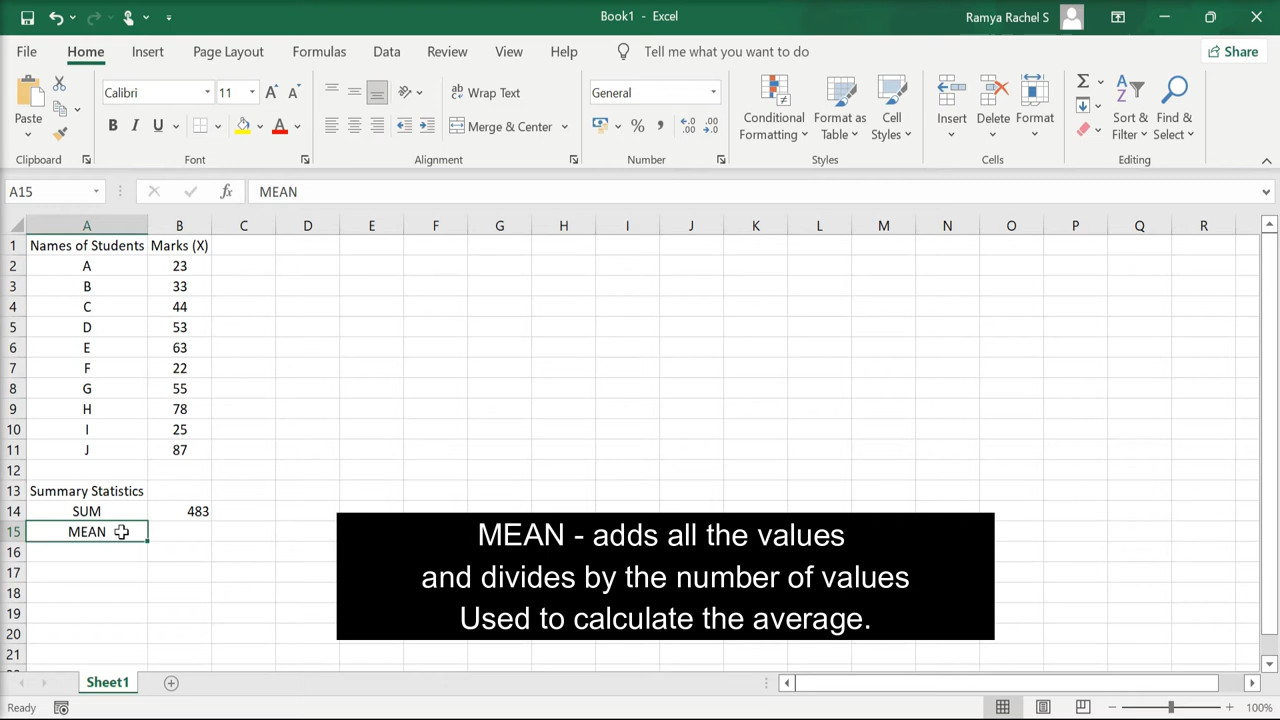 Book1 - Excel
Ramya Rachel S
File Home Insert Page Layout Formulas Data Review View Help Tell me what you want to do Share
Paste
Calibri 11
Wrap Text
Merge & Center
General
Conditional Formatting
Format as Table
Cell Styles
Insert
Delete
Format
Sort & Filter
Find & Select
Clipboard Font Alignment Number Styles Cells Editing
A15 fx MEAN
A B C D E F G H I J K L M N O P Q R
1 Names of Students Marks (X)
2 A 23
3 B 33
4 C 44
5 D 53
6 E 63
7 F 22
8 G 55
9 H 78
10 I 25
11 J 87
12
13 Summary Statistics
14 SUM 483
15 MEAN
16
17
18
19
20
21
MEAN - adds all the values
and divides by the number of values
Used to calculate the average.
Sheet1
Ready
100%